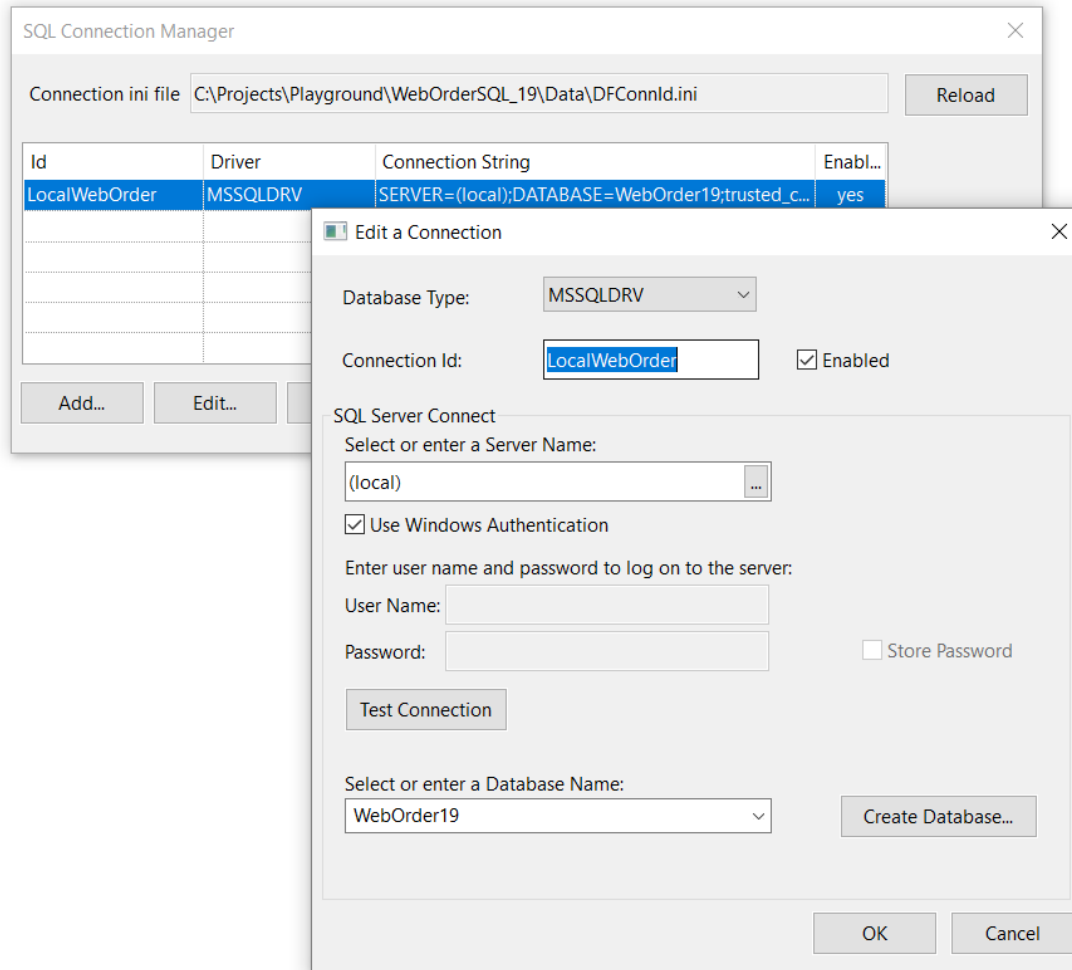 SQL Connection Manager
Connection ini file C:\Projects\Playground\WebOrderSQL_19\Data\DFConnId.ini Reload
Id Driver Connection String Enabl...
LocalWebOrder MSSQLDRV SERVER=(local);DATABASE=WebOrder19;trusted_c... yes
Add... Edit...
Edit a Connection
Database Type: MSSQLDRV
Connection Id: LocalWebOrder Enabled
SQL Server Connect
Select or enter a Server Name:
(local) ...
Use Windows Authentication
Enter user name and password to log on to the server:
User Name:
Password: Store Password
Test Connection
Select or enter a Database Name:
WebOrder19 Create Database...
OK Cancel